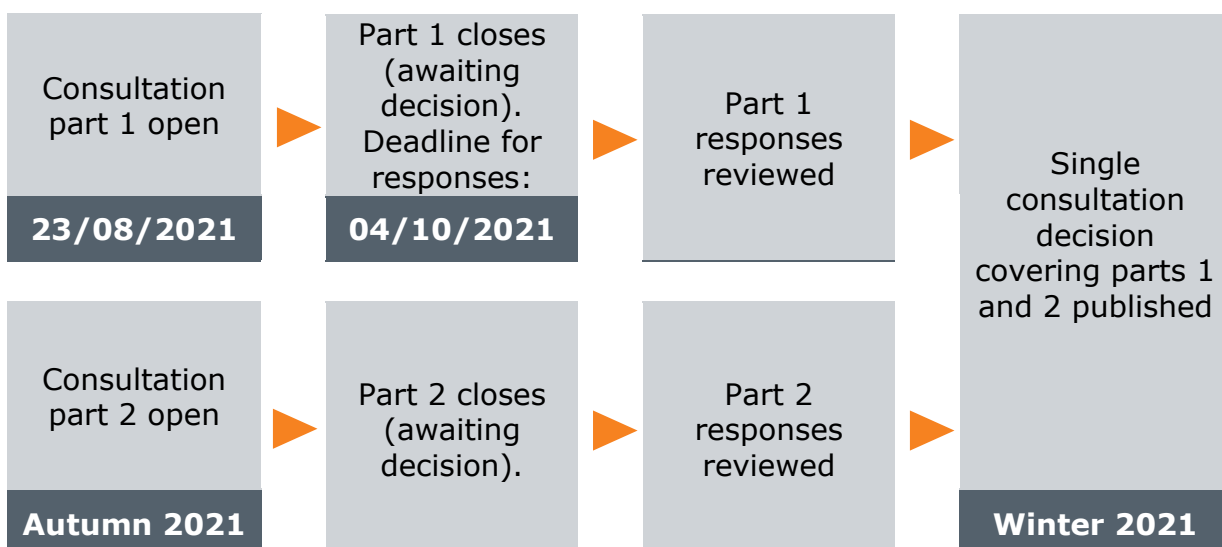 Consultation
part 1 open
23/08/2021
Part 1 closes
(awaiting
decision).
Deadline for
responses:
04/10/2021
Part 1
responses
reviewed
Single
consultation
decision
covering parts 1
and 2 published
Winter 2021
Consultation
part 2 open
Autumn 2021
Part 2 closes
(awaiting
decision).
Part 2
responses
reviewed